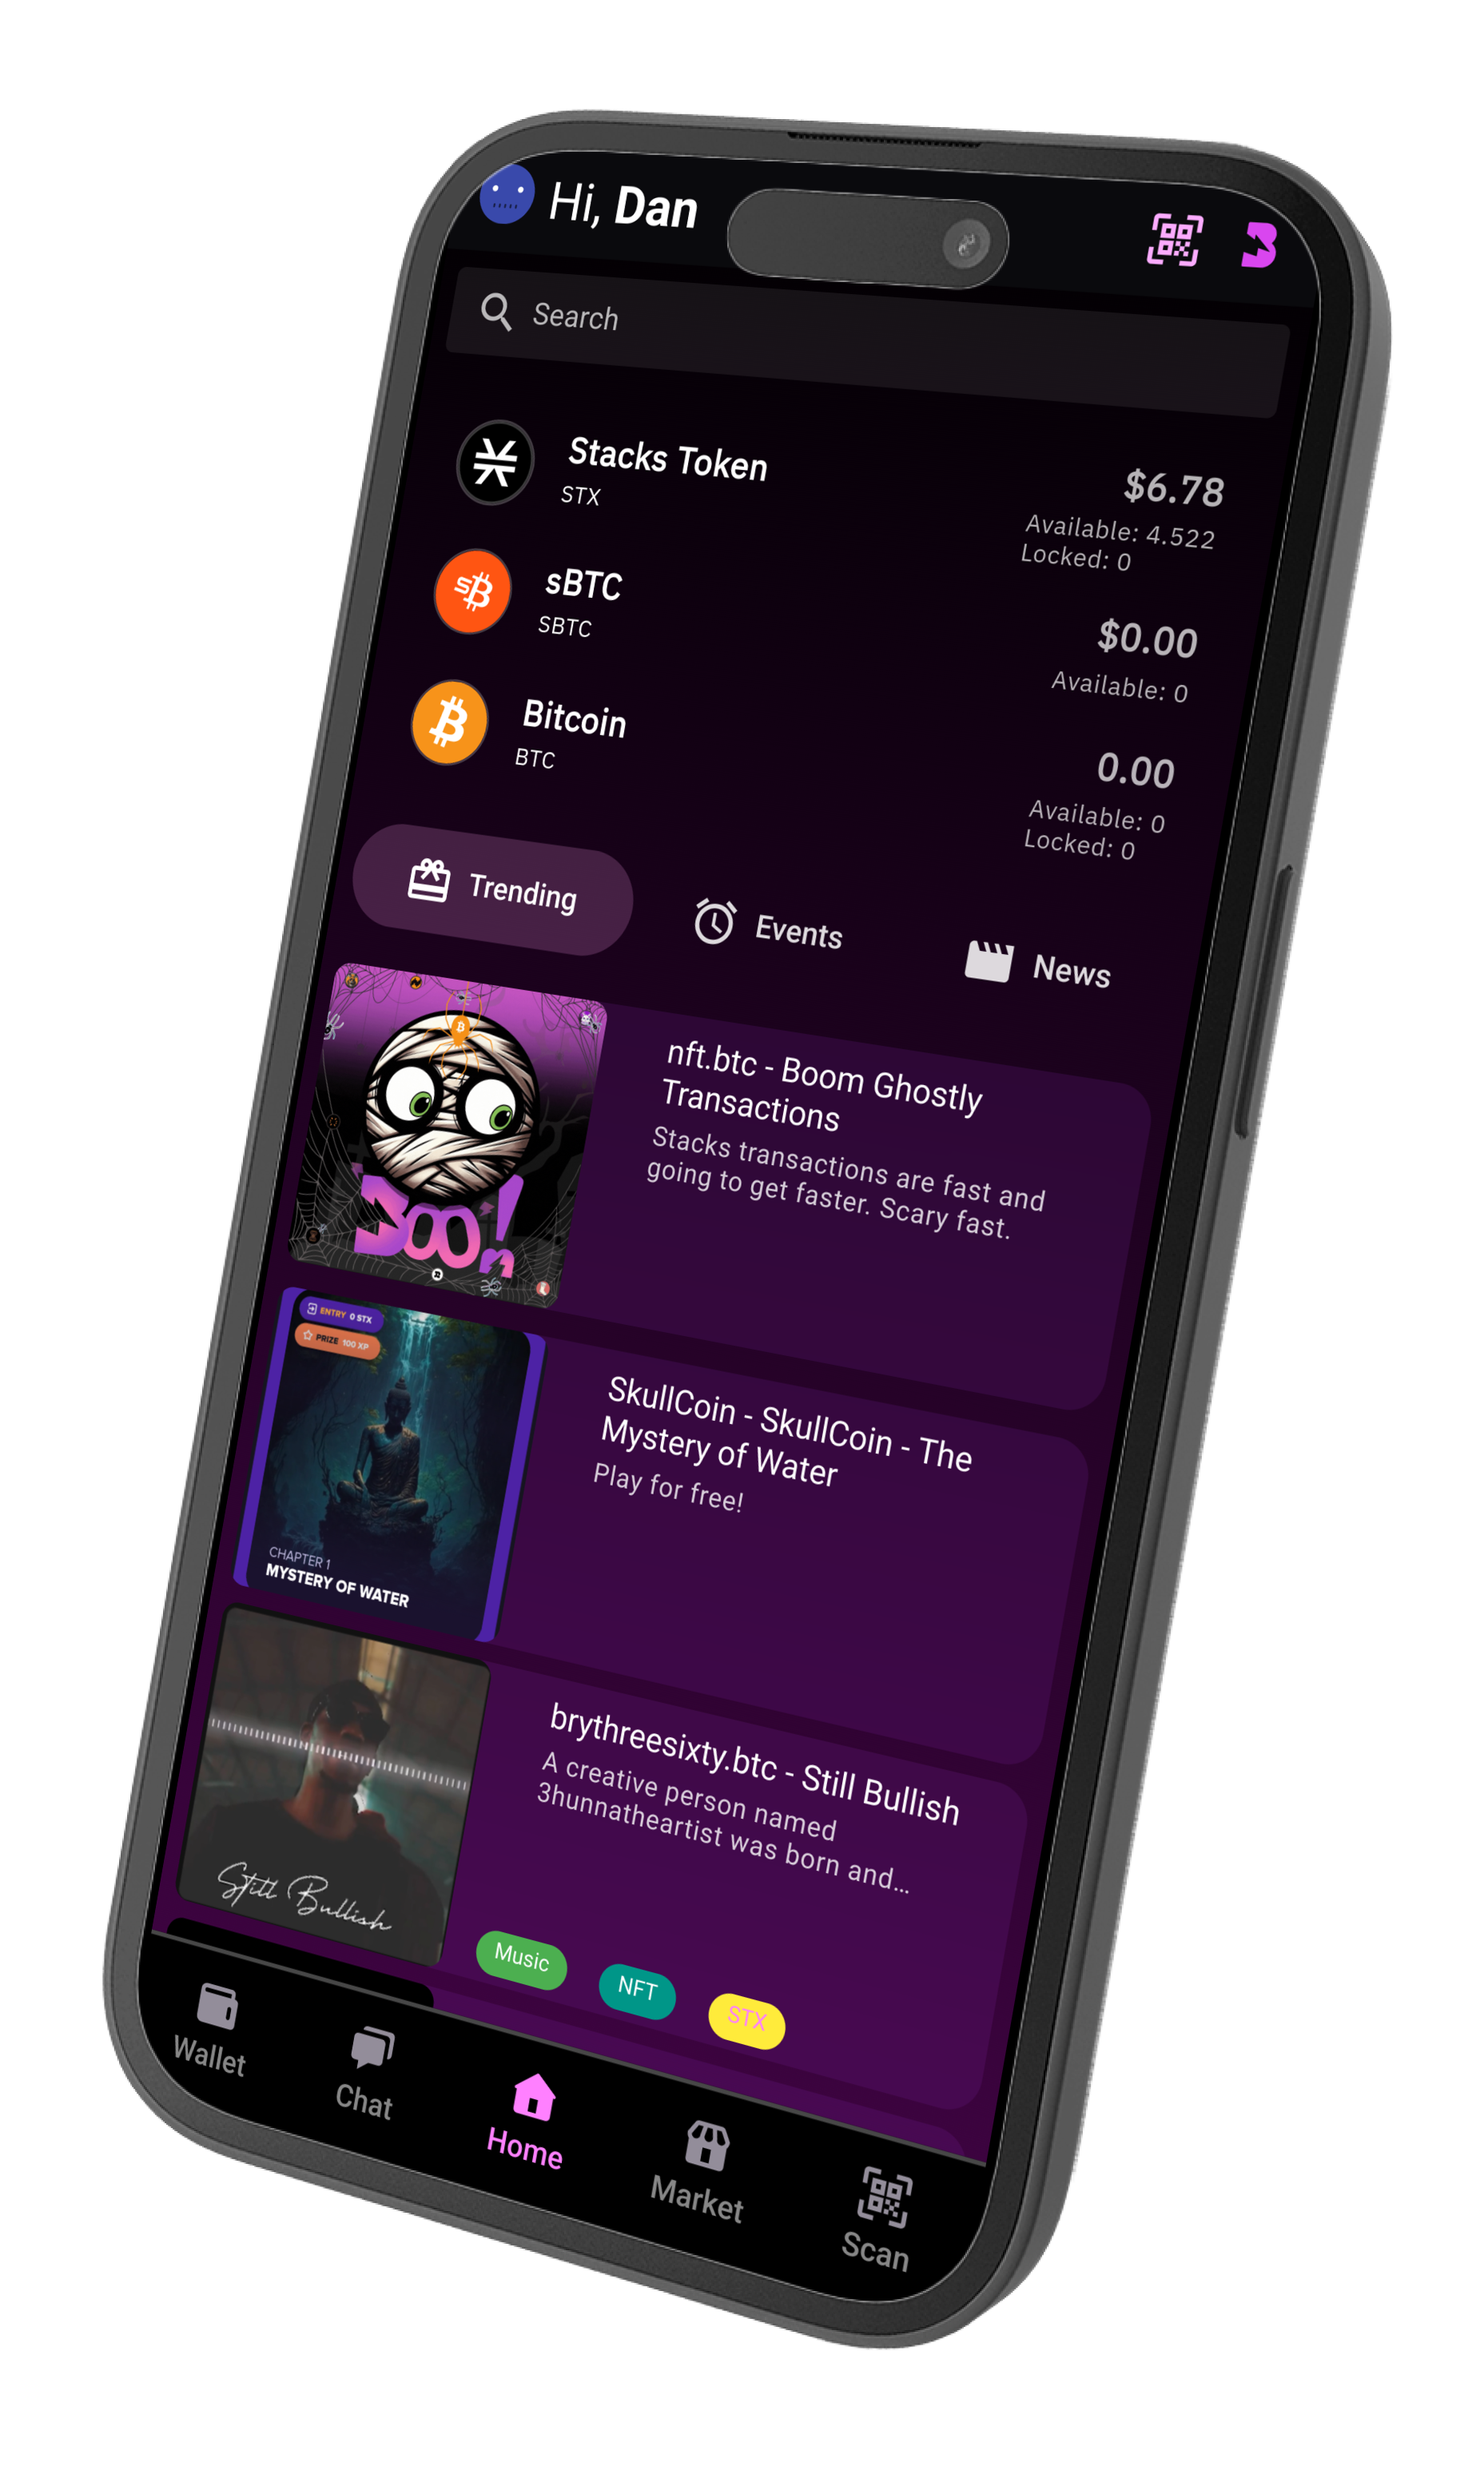 Hi, Dan
Search
Stacks Token
STX
$6.78
Available: 4.522
Locked: 0
sBTC
SBTC
$0.00
Available: 0
Bitcoin
BTC
0.00
Available: 0
Locked: 0
Trending
Events
News
Boom!
nft.btc - Boom Ghostly
Transactions
Stacks transactions are fast and
going to get faster. Scary fast.
ENTRY 0 STX
PRIZE 100 XP
CHAPTER 1
MYSTERY OF WATER
SkullCoin - SkullCoin - The
Mystery of Water
Play for free!
Still Bullish
brythreesixty.btc - Still Bullish
A creative person named
3hunnatheartist was born and...
Music
NFT
STX
Wallet
Chat
Home
Market
Scan